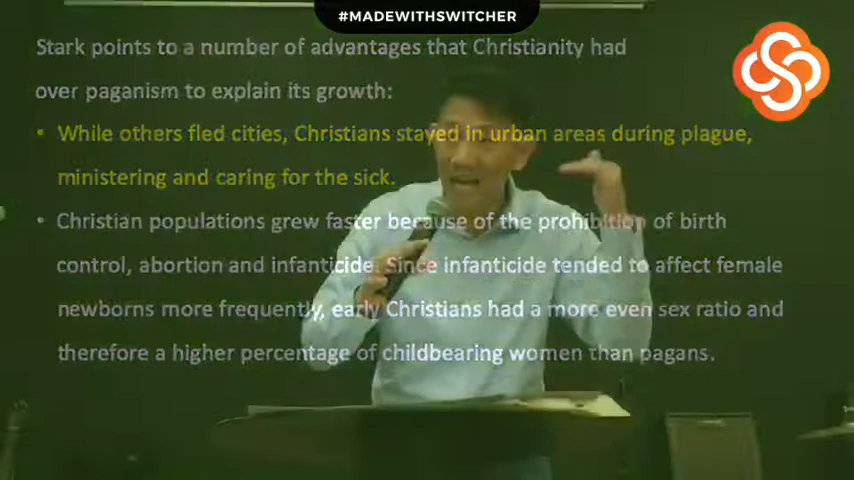 #MADEWITHSWITCHER
Stark points to a number of advantages that Christianity had
over paganism to explain its growth:
• While others fled cities, Christians stayed in urban areas during plague,
ministering and caring for the sick.
• Christian populations grew faster because of the prohibition of birth
control, abortion and infanticide. Since infanticide tended to affect female
newborns more frequently, early Christians had a more even sex ratio and
therefore a higher percentage of childbearing women than pagans.